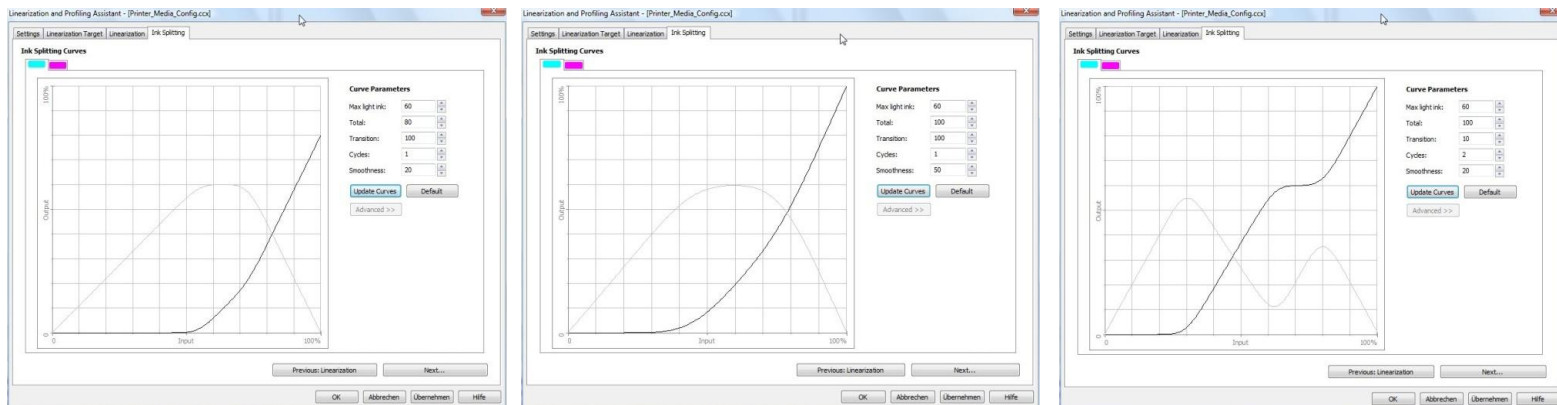 Linearization and Profiling Assistant - [Printer_Media_Config.ccx]
Settings Linearization Target Linearization Ink Splitting
Ink Splitting Curves
100%
Output
0
0 Input 100%
Curve Parameters
Max light ink: 60
Total: 80
Transition: 100
Cycles: 1
Smoothness: 20
Update Curves Default
Advanced >>
Previous: Linearization Next...
OK Abbrechen Übernehmen Hilfe
Linearization and Profiling Assistant - [Printer_Media_Config.ccx]
Settings Linearization Target Linearization Ink Splitting
Ink Splitting Curves
100%
Output
0
0 Input 100%
Curve Parameters
Max light ink: 60
Total: 100
Transition: 100
Cycles: 1
Smoothness: 50
Update Curves Default
Advanced >>
Previous: Linearization Next...
OK Abbrechen Übernehmen Hilfe
Linearization and Profiling Assistant - [Printer_Media_Config.ccx]
Settings Linearization Target Linearization Ink Splitting
Ink Splitting Curves
100%
Output
0
0 Input 100%
Curve Parameters
Max light ink: 60
Total: 100
Transition: 10
Cycles: 2
Smoothness: 20
Update Curves Default
Advanced >>
Previous: Linearization Next...
OK Abbrechen Übernehmen Hilfe